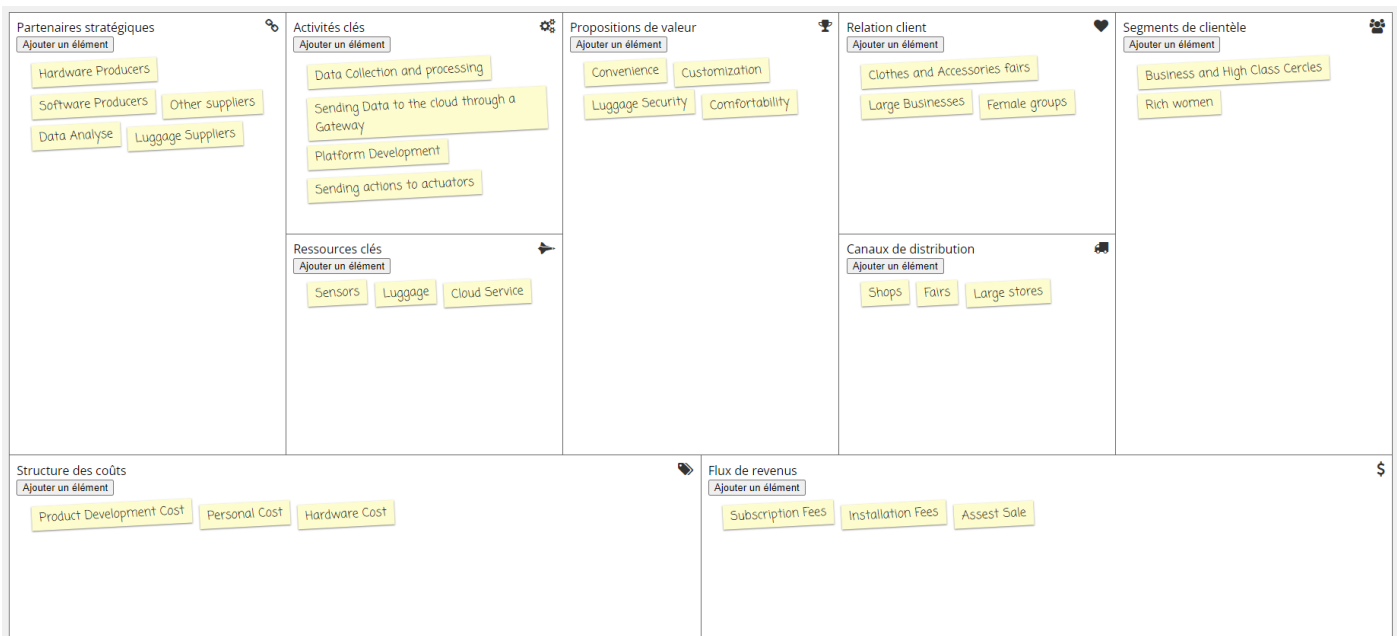 Partenaires stratégiques
Ajouter un élément
Hardware Producers
Software Producers
Other suppliers
Data Analyse
Luggage Suppliers
Activités clés
Ajouter un élément
Data Collection and processing
Sending Data to the cloud through a
Gateway
Platform Development
Sending actions to actuators
Ressources clés
Ajouter un élément
Sensors
Luggage
Cloud Service
Propositions de valeur
Ajouter un élément
Convenience
Customization
Luggage Security
Comfortability
Relation client
Ajouter un élément
Clothes and Accessories fairs
Large Businesses
Female groups
Canaux de distribution
Ajouter un élément
Shops
Fairs
Large stores
Segments de clientèle
Ajouter un élément
Business and High Class Cercles
Rich women
Structure des coûts
Ajouter un élément
Product Development Cost
Personal Cost
Hardware Cost
Flux de revenus
Ajouter un élément
Subscription Fees
Installation Fees
Assest Sale